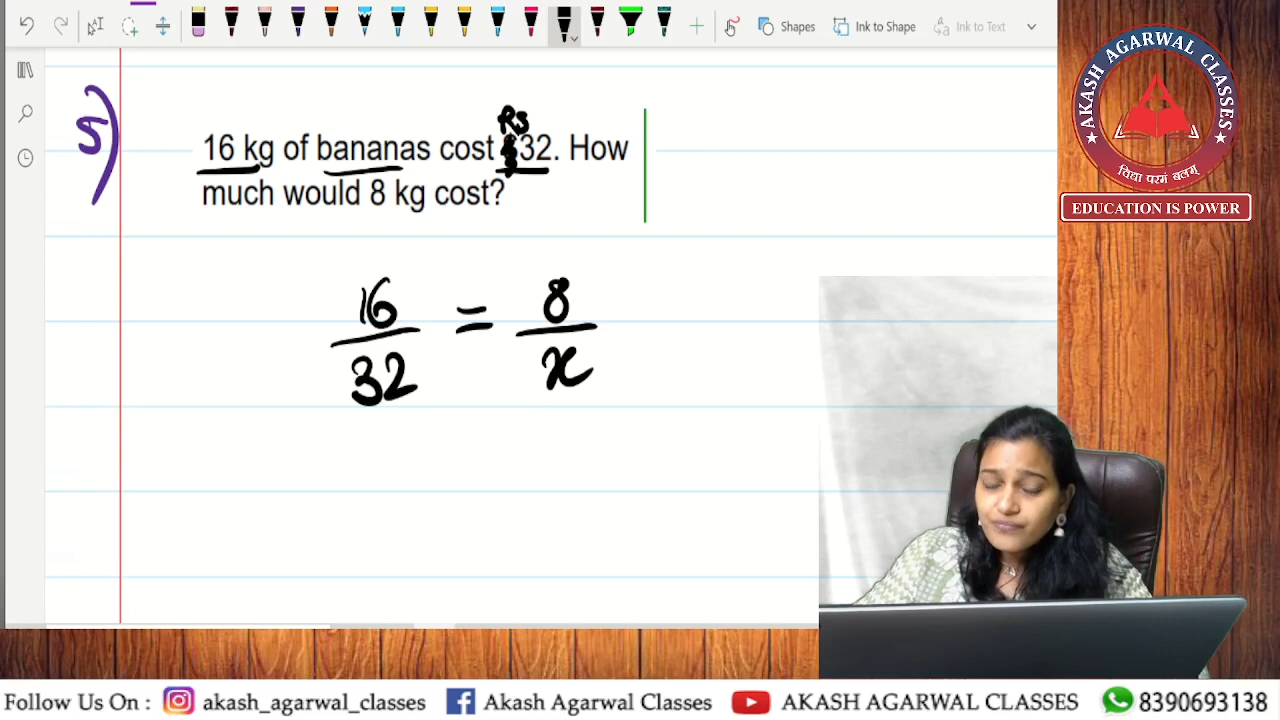 Shapes Ink to Shape Ink to Text
AKASH AGARWAL CLASSES
विद्या परमं बलम्
EDUCATION IS POWER
5)
Rs
16 kg of bananas cost $32. How
much would 8 kg cost?
16/32 = 8/x
Follow Us On : akash_agarwal_classes Akash Agarwal Classes AKASH AGARWAL CLASSES 8390693138